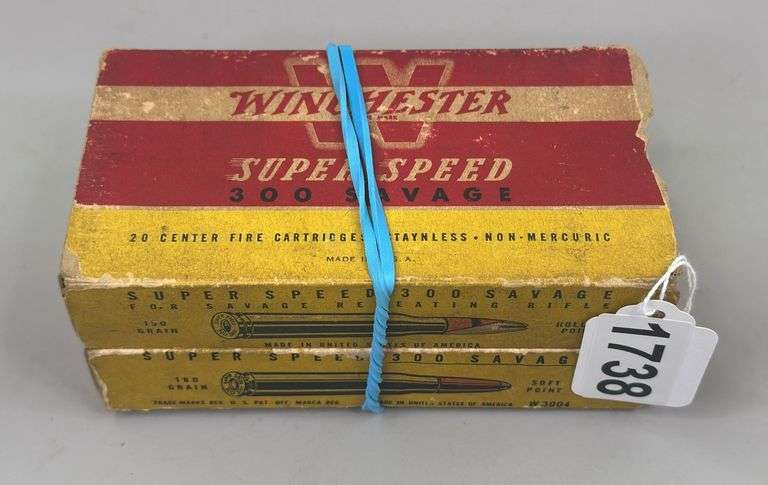 WINCHESTER
SUPER SPEED
300 SAVAGE
20 CENTER FIRE CARTRIDGES STAYNLESS • NON-MERCURIC
MADE IN U.S.A.
SUPER SPEED 300 SAVAGE
FOR SAVAGE REPEATING RIFLE
150 GRAIN
MADE IN UNITED STATES OF AMERICA
SUPER SPEED 300 SAVAGE
180 GRAIN
SOFT POINT
TRADE MARKS REG. U. S. PAT. OFF. MARCA REG. MADE IN UNITED STATES OF AMERICA W 3004
1738